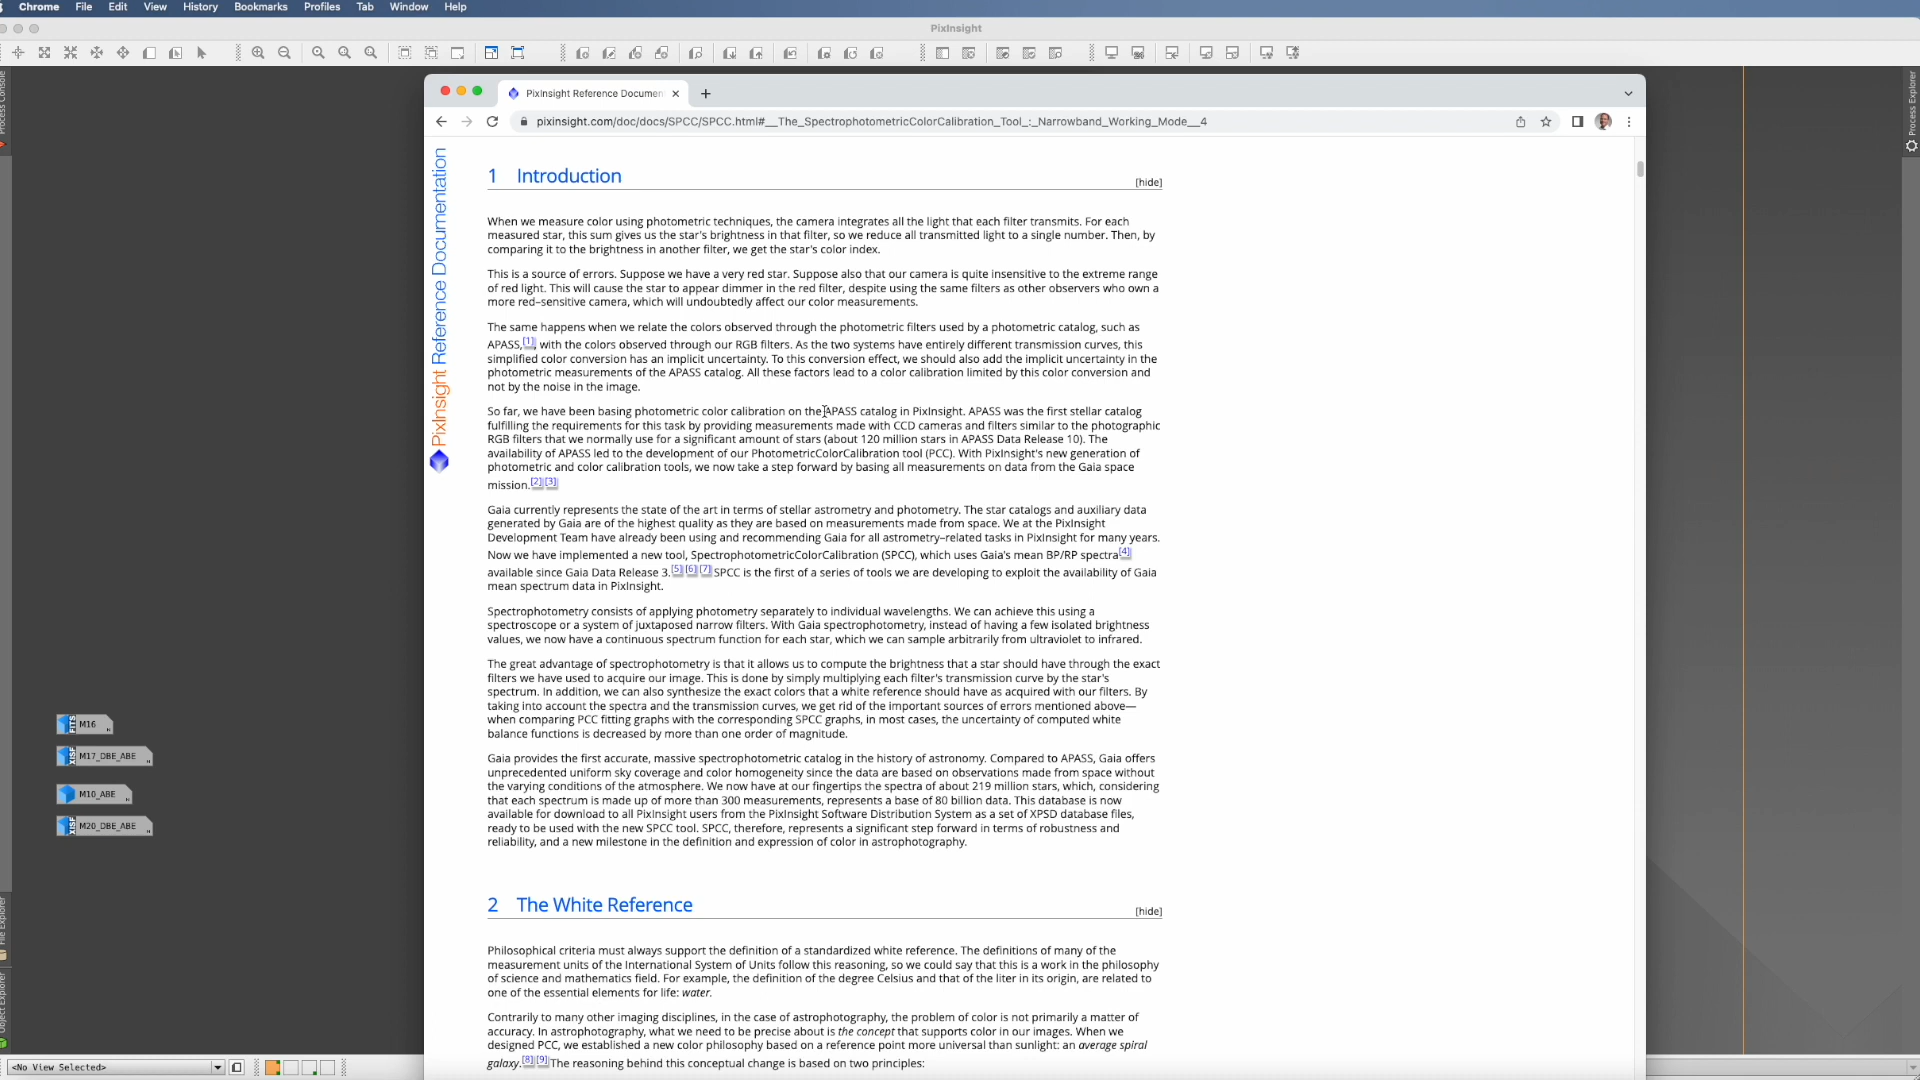 Chrome File Edit View History Bookmarks Profiles Tab Window Help
PixInsight
Process Console
Process Explorer
PixInsight Reference Documen
pixinsight.com/doc/docs/SPCC/SPCC.html#__The_SpectrophotometricColorCalibration_Tool_:_Narrowband_Working_Mode__4
PixInsight Reference Documentation
1 Introduction
[hide]
When we measure color using photometric techniques, the camera integrates all the light that each filter transmits. For each
measured star, this sum gives us the star's brightness in that filter, so we reduce all transmitted light to a single number. Then, by
comparing it to the brightness in another filter, we get the star's color index.
This is a source of errors. Suppose we have a very red star. Suppose also that our camera is quite insensitive to the extreme range
of red light. This will cause the star to appear dimmer in the red filter, despite using the same filters as other observers who own a
more red–sensitive camera, which will undoubtedly affect our color measurements.
The same happens when we relate the colors observed through the photometric filters used by a photometric catalog, such as
APASS,[1] with the colors observed through our RGB filters. As the two systems have entirely different transmission curves, this
simplified color conversion has an implicit uncertainty. To this conversion effect, we should also add the implicit uncertainty in the
photometric measurements of the APASS catalog. All these factors lead to a color calibration limited by this color conversion and
not by the noise in the image.
So far, we have been basing photometric color calibration on the APASS catalog in PixInsight. APASS was the first stellar catalog
fulfilling the requirements for this task by providing measurements made with CCD cameras and filters similar to the photographic
RGB filters that we normally use for a significant amount of stars (about 120 million stars in APASS Data Release 10). The
availability of APASS led to the development of our PhotometricColorCalibration tool (PCC). With PixInsight's new generation of
photometric and color calibration tools, we now take a step forward by basing all measurements on data from the Gaia space
mission.[2][3]
Gaia currently represents the state of the art in terms of stellar astrometry and photometry. The star catalogs and auxiliary data
generated by Gaia are of the highest quality as they are based on measurements made from space. We at the PixInsight
Development Team have already been using and recommending Gaia for all astrometry–related tasks in PixInsight for many years.
Now we have implemented a new tool, SpectrophotometricColorCalibration (SPCC), which uses Gaia's mean BP/RP spectra[4]
available since Gaia Data Release 3.[5][6][7] SPCC is the first of a series of tools we are developing to exploit the availability of Gaia
mean spectrum data in PixInsight.
Spectrophotometry consists of applying photometry separately to individual wavelengths. We can achieve this using a
spectroscope or a system of juxtaposed narrow filters. With Gaia spectrophotometry, instead of having a few isolated brightness
values, we now have a continuous spectrum function for each star, which we can sample arbitrarily from ultraviolet to infrared.
The great advantage of spectrophotometry is that it allows us to compute the brightness that a star should have through the exact
filters we have used to acquire our image. This is done by simply multiplying each filter's transmission curve by the star's
spectrum. In addition, we can also synthesize the exact colors that a white reference should have as acquired with our filters. By
taking into account the spectra and the transmission curves, we get rid of the important sources of errors mentioned above—
when comparing PCC fitting graphs with the corresponding SPCC graphs, in most cases, the uncertainty of computed white
balance functions is decreased by more than one order of magnitude.
Gaia provides the first accurate, massive spectrophotometric catalog in the history of astronomy. Compared to APASS, Gaia offers
unprecedented uniform sky coverage and color homogeneity since the data are based on observations made from space without
the varying conditions of the atmosphere. We now have at our fingertips the spectra of about 219 million stars, which, considering
that each spectrum is made up of more than 300 measurements, represents a base of 80 billion data. This database is now
available for download to all PixInsight users from the PixInsight Software Distribution System as a set of XPSD database files,
ready to be used with the new SPCC tool. SPCC, therefore, represents a significant step forward in terms of robustness and
reliability, and a new milestone in the definition and expression of color in astrophotography.
2 The White Reference
[hide]
Philosophical criteria must always support the definition of a standardized white reference. The definitions of many of the
measurement units of the International System of Units follow this reasoning, so we could say that this is a work in the philosophy
of science and mathematics field. For example, the definition of the degree Celsius and that of the liter in its origin, are related to
one of the essential elements for life: water.
Contrarily to many other imaging disciplines, in the case of astrophotography, the problem of color is not primarily a matter of
accuracy. In astrophotography, what we need to be precise about is the concept that supports color in our images. When we
designed PCC, we established a new color philosophy based on a reference point more universal than sunlight: an average spiral
galaxy.[8][9] The reasoning behind this conceptual change is based on two principles:
FITS M16
XISF M17_DBE_ABE
M10_ABE
XISF M20_DBE_ABE
File Explorer
Object Explorer
<No View Selected>